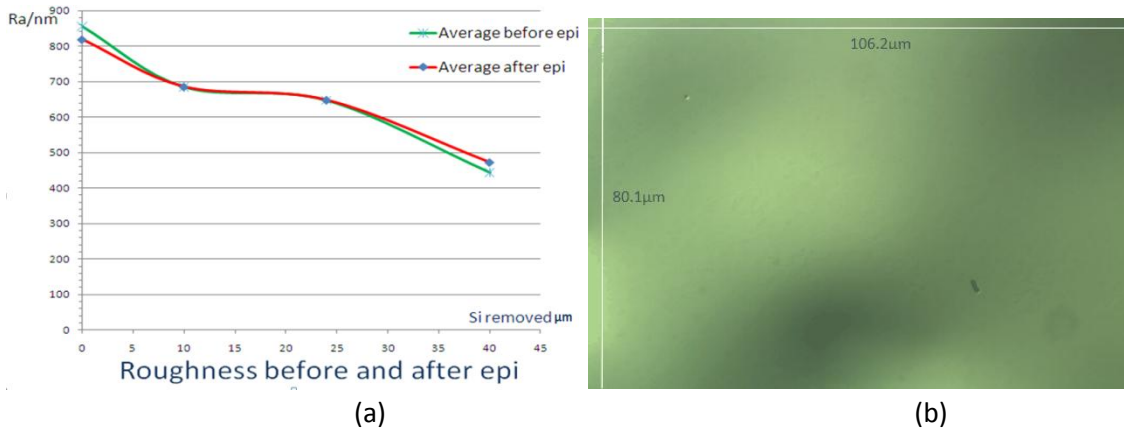 Ra/nm
900
800
700
600
500
400
300
200
100
0
0 5 10 15 20 25 30 35 40 45
Average before epi
Average after epi
Si removed μm
Roughness before and after epi
(a)
106.2μm
80.1μm
(b)